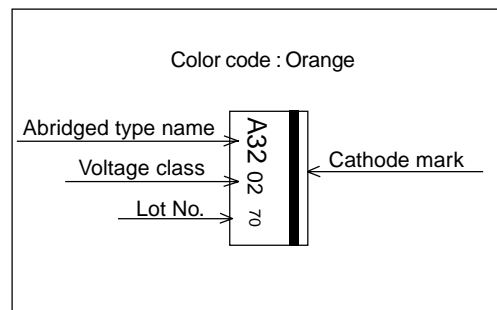 Color code : Orange
Abridged type name
A32 02 70
Voltage class
Cathode mark
Lot No.